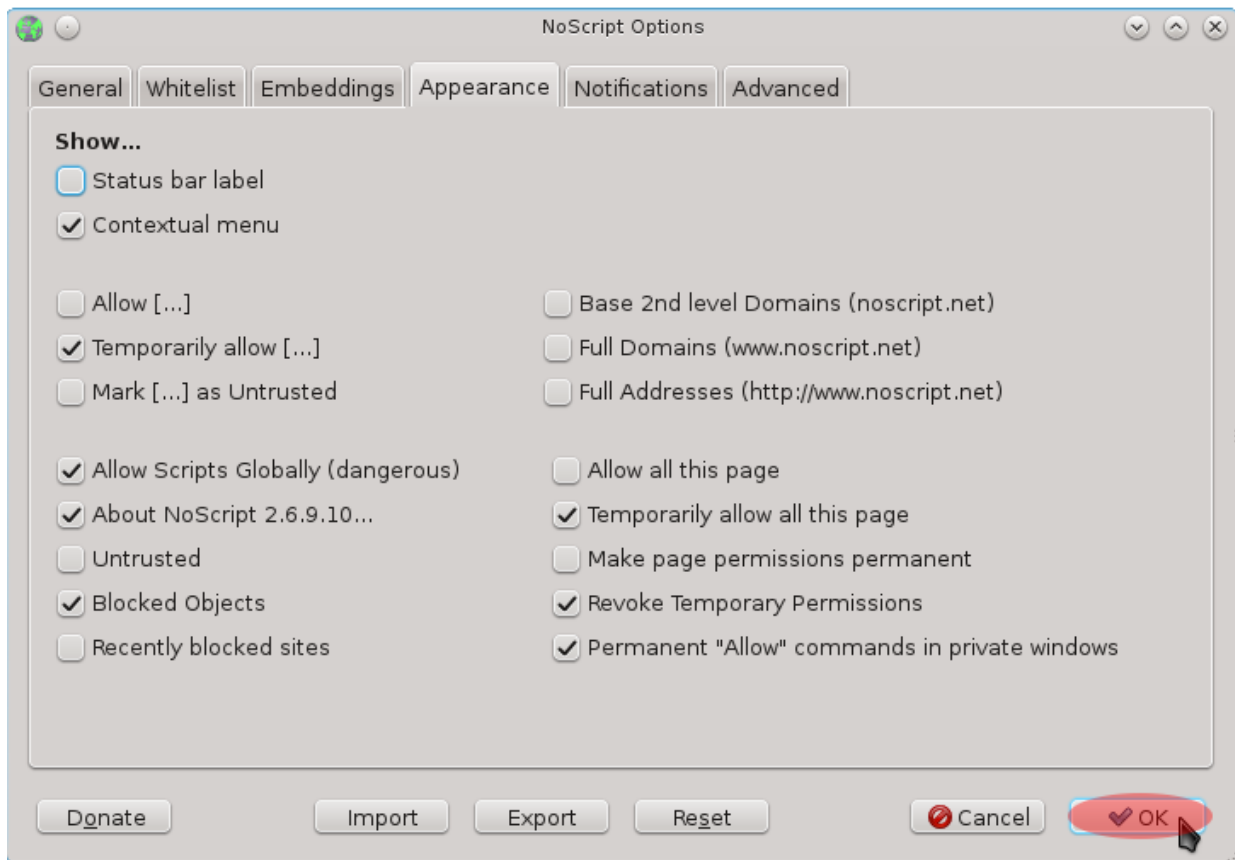 NoScript Options
General Whitelist Embeddings Appearance Notifications Advanced
Show...
Status bar label
Contextual menu
Allow [...] Base 2nd level Domains (noscript.net)
Temporarily allow [...] Full Domains (www.noscript.net)
Mark [...] as Untrusted Full Addresses (http://www.noscript.net)
Allow Scripts Globally (dangerous) Allow all this page
About NoScript 2.6.9.10... Temporarily allow all this page
Untrusted Make page permissions permanent
Blocked Objects Revoke Temporary Permissions
Recently blocked sites Permanent "Allow" commands in private windows
Donate Import Export Reset Cancel OK